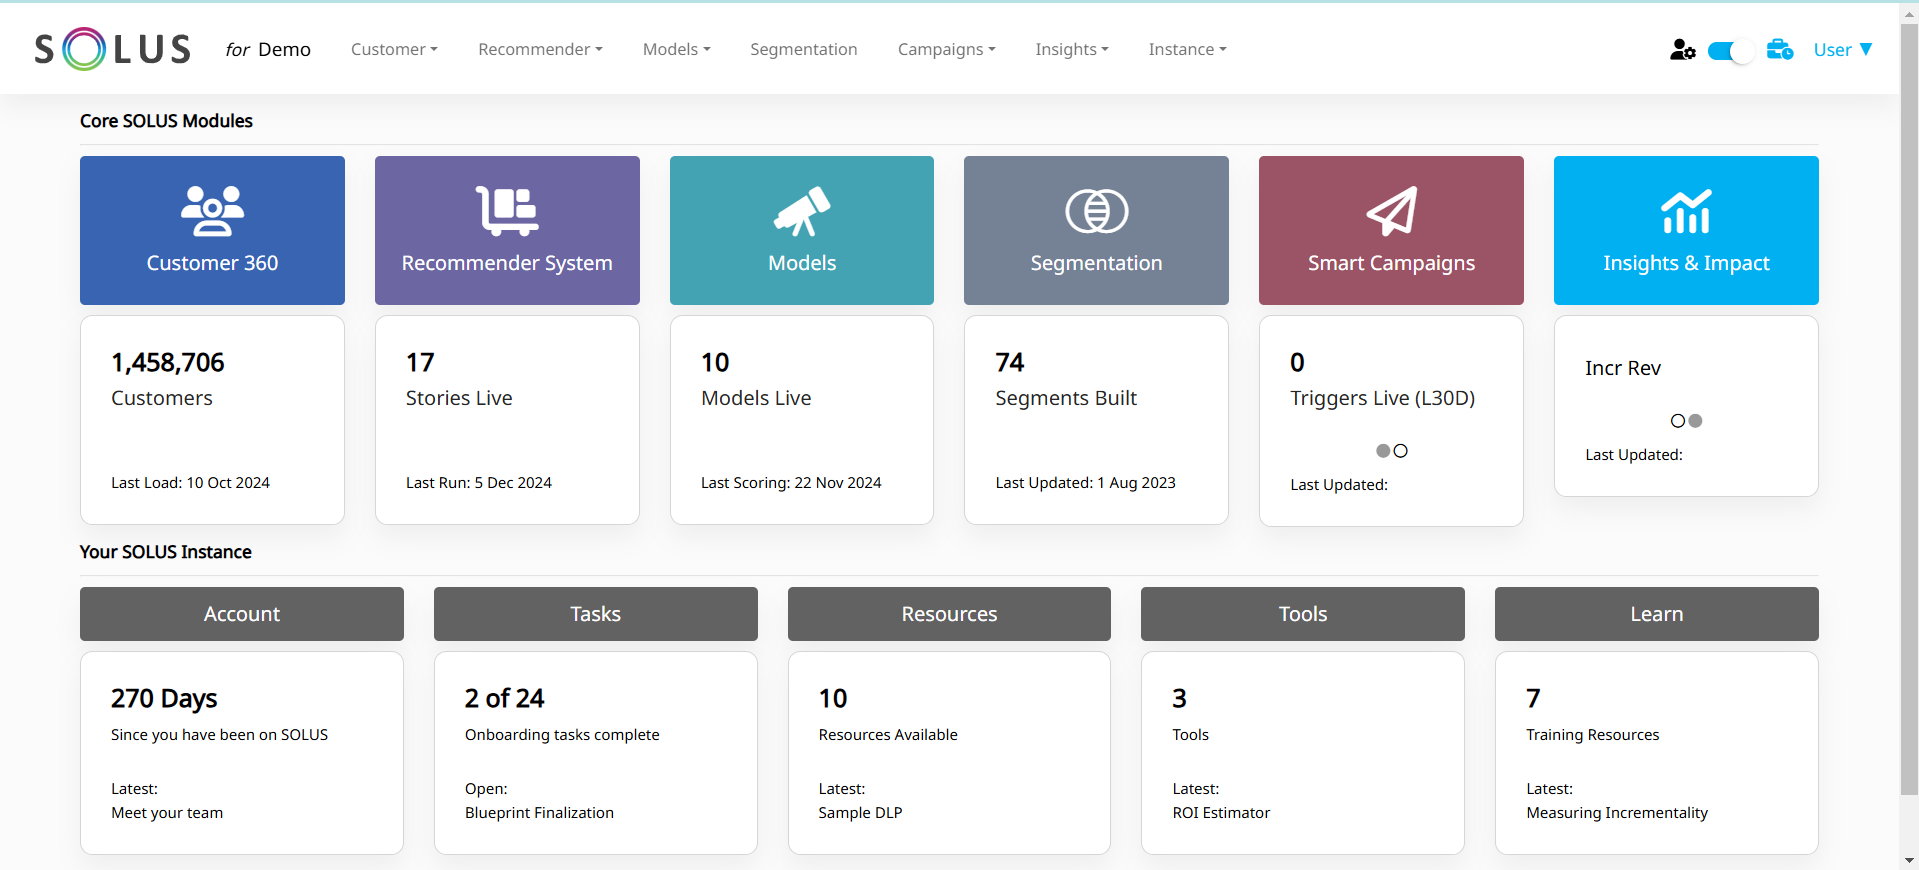 SOLUS for Demo Customer Recommender Models Segmentation Campaigns Insights Instance User
Core SOLUS Modules
Customer 360
Recommender System
Models
Segmentation
Smart Campaigns
Insights & Impact
1,458,706
Customers
Last Load: 10 Oct 2024
17
Stories Live
Last Run: 5 Dec 2024
10
Models Live
Last Scoring: 22 Nov 2024
74
Segments Built
Last Updated: 1 Aug 2023
0
Triggers Live (L30D)
Last Updated:
Incr Rev
Last Updated:
Your SOLUS Instance
Account
Tasks
Resources
Tools
Learn
270 Days
Since you have been on SOLUS
Latest:
Meet your team
2 of 24
Onboarding tasks complete
Open:
Blueprint Finalization
10
Resources Available
Latest:
Sample DLP
3
Tools
Latest:
ROI Estimator
7
Training Resources
Latest:
Measuring Incrementality